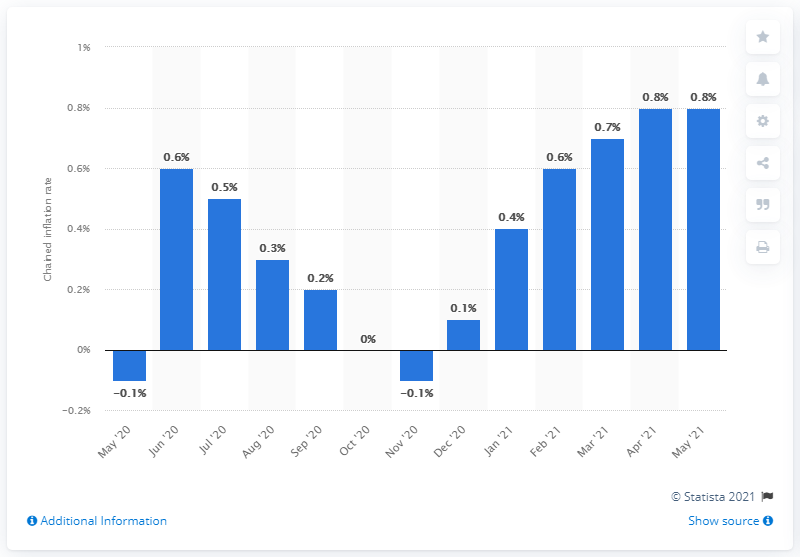 1%
0.8%
0.6%
0.4%
0.2%
0%
−0.2%
Chained inflation rate
−0.1%
0.6%
0.5%
0.3%
0.2%
0%
−0.1%
0.1%
0.4%
0.6%
0.7%
0.8%
0.8%
May '20
Jun '20
Jul '20
Aug '20
Sep '20
Oct '20
Nov '20
Dec '20
Jan '21
Feb '21
Mar '21
Apr '21
May '21
© Statista 2021
Additional Information
Show source